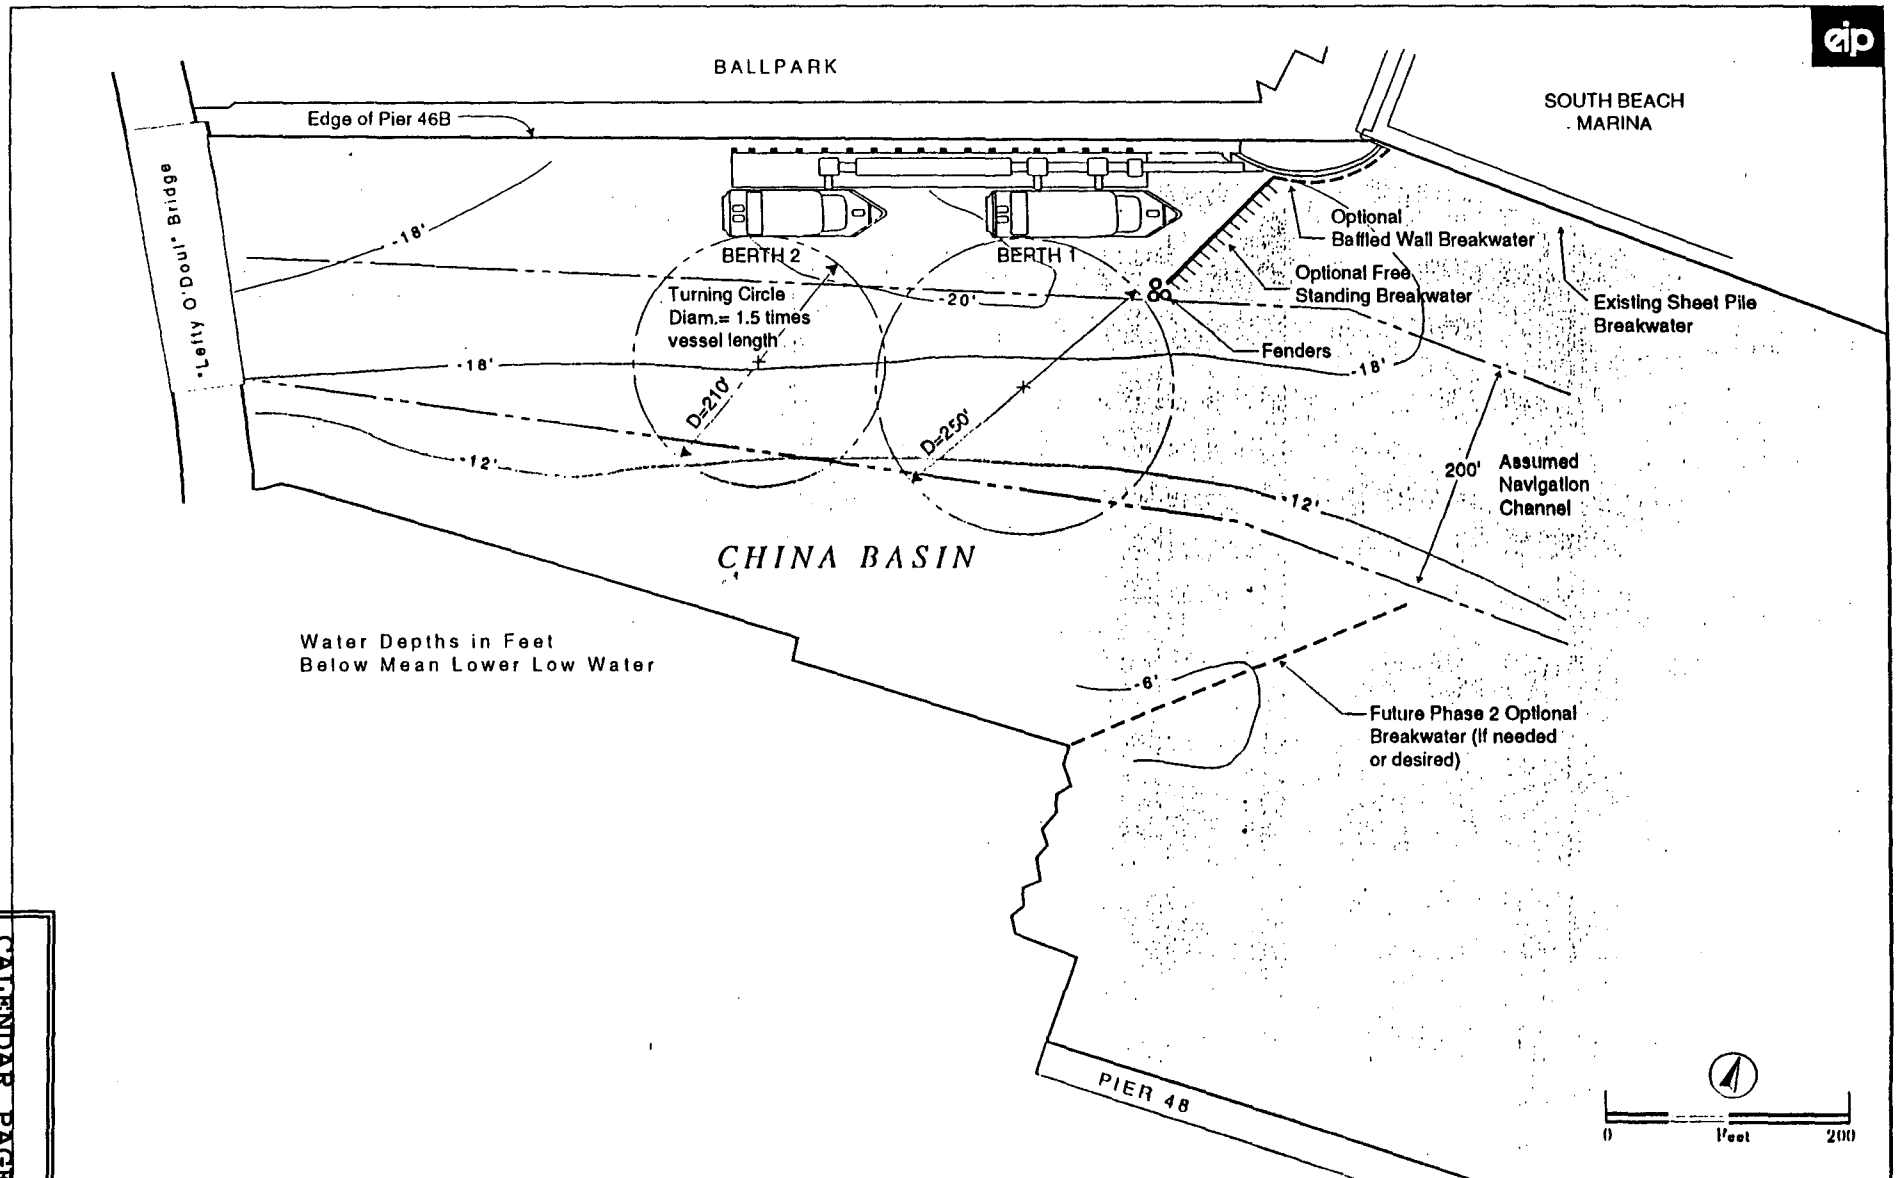 eip
BALLPARK
SOUTH BEACH
MARINA
Edge of Pier 46B
"Lefty O'Doul" Bridge
-18'
BERTH 2
BERTH 1
Optional
Baffled Wall Breakwater
Optional Free
Standing Breakwater
Existing Sheet Pile
Breakwater
Turning Circle
Diam.= 1.5 times
vessel length
-20'
Fenders
-18'
-18'
D=210'
D=250'
-12'
200'
Assumed
Navigation
Channel
-12'
CHINA BASIN
Water Depths in Feet
Below Mean Lower Low Water
-6'
Future Phase 2 Optional
Breakwater (If needed
or desired)
PIER 48
0 Feet 200
CALENDAR PAGE